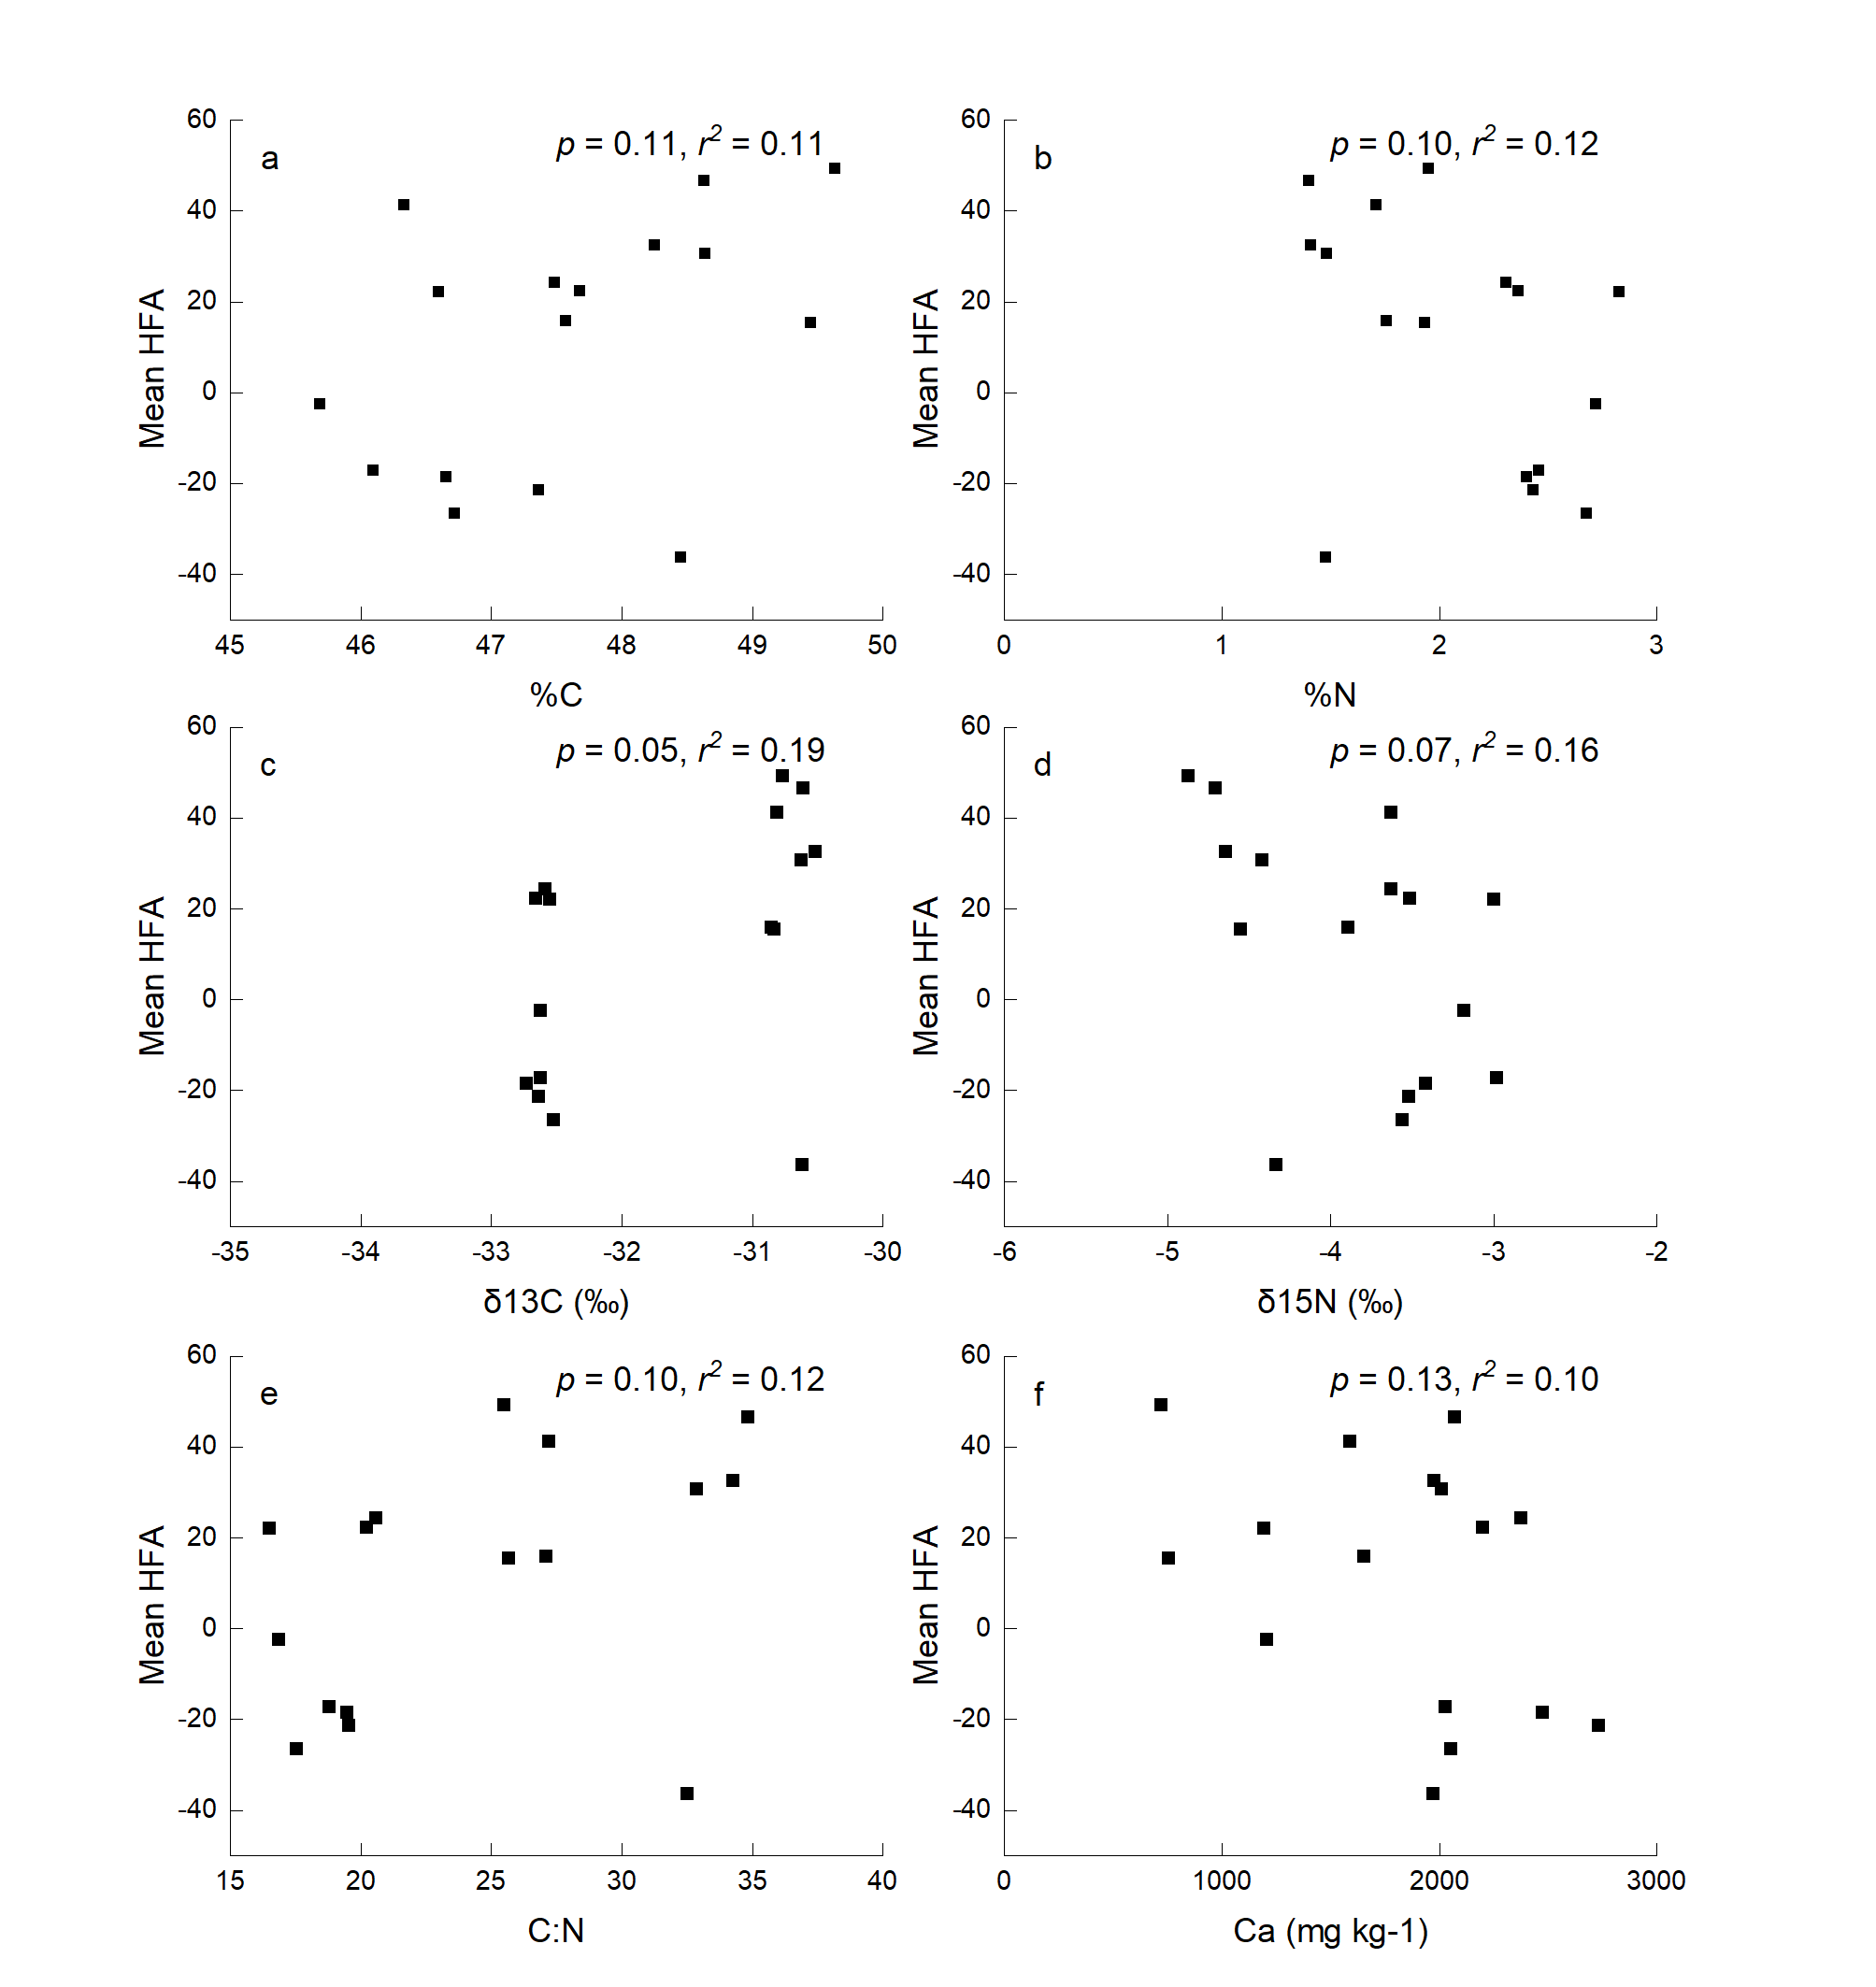 60
40
20
0
-20
-40
Mean HFA
a
p = 0.11, r² = 0.11
45 46 47 48 49 50
%C
60
40
20
0
-20
-40
Mean HFA
b
p = 0.10, r² = 0.12
0 1 2 3
%N
60
40
20
0
-20
-40
Mean HFA
c
p = 0.05, r² = 0.19
-35 -34 -33 -32 -31 -30
δ13C (‰)
60
40
20
0
-20
-40
Mean HFA
d
p = 0.07, r² = 0.16
-6 -5 -4 -3 -2
δ15N (‰)
60
40
20
0
-20
-40
Mean HFA
e
p = 0.10, r² = 0.12
15 20 25 30 35 40
C:N
60
40
20
0
-20
-40
Mean HFA
f
p = 0.13, r² = 0.10
0 1000 2000 3000
Ca (mg kg-1)